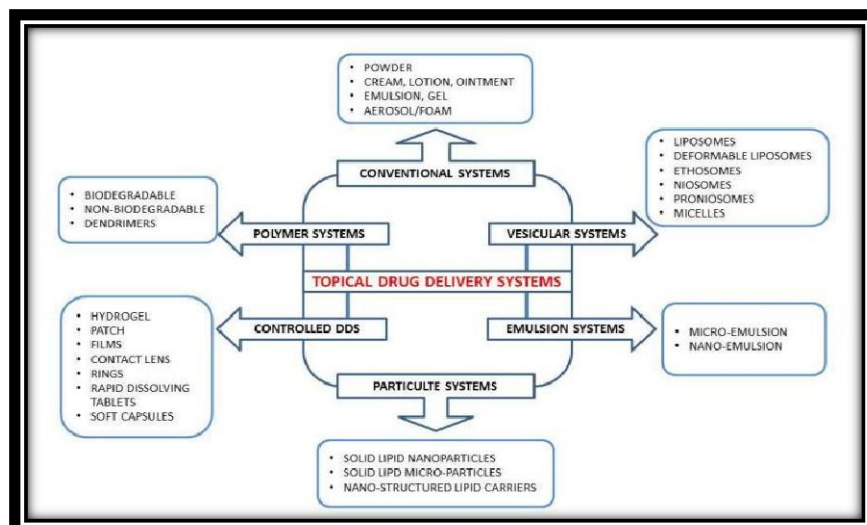 • POWDER
• CREAM, LOTION, OINTMENT
• EMULSION, GEL
• AEROSOL/FOAM
CONVENTIONAL SYSTEMS
• LIPOSOMES
• DEFORMABLE LIPOSOMES
• ETHOSOMES
• NIOSOMES
• PRONIOSOMES
• MICELLES
• BIODEGRADABLE
• NON-BIODEGRADABLE
• DENDRIMERS
POLYMER SYSTEMS
VESICULAR SYSTEMS
TOPICAL DRUG DELIVERY SYSTEMS
• HYDROGEL
• PATCH
• FILMS
• CONTACT LENS
• RINGS
• RAPID DISSOLVING
TABLETS
• SOFT CAPSULES
CONTROLLED DDS
EMULSION SYSTEMS
• MICRO-EMULSION
• NANO-EMULSION
PARTICULTE SYSTEMS
• SOLID LIPID NANOPARTICLES
• SOLID LIPD MICRO-PARTICLES
• NANO-STRUCTURED LIPID CARRIERS